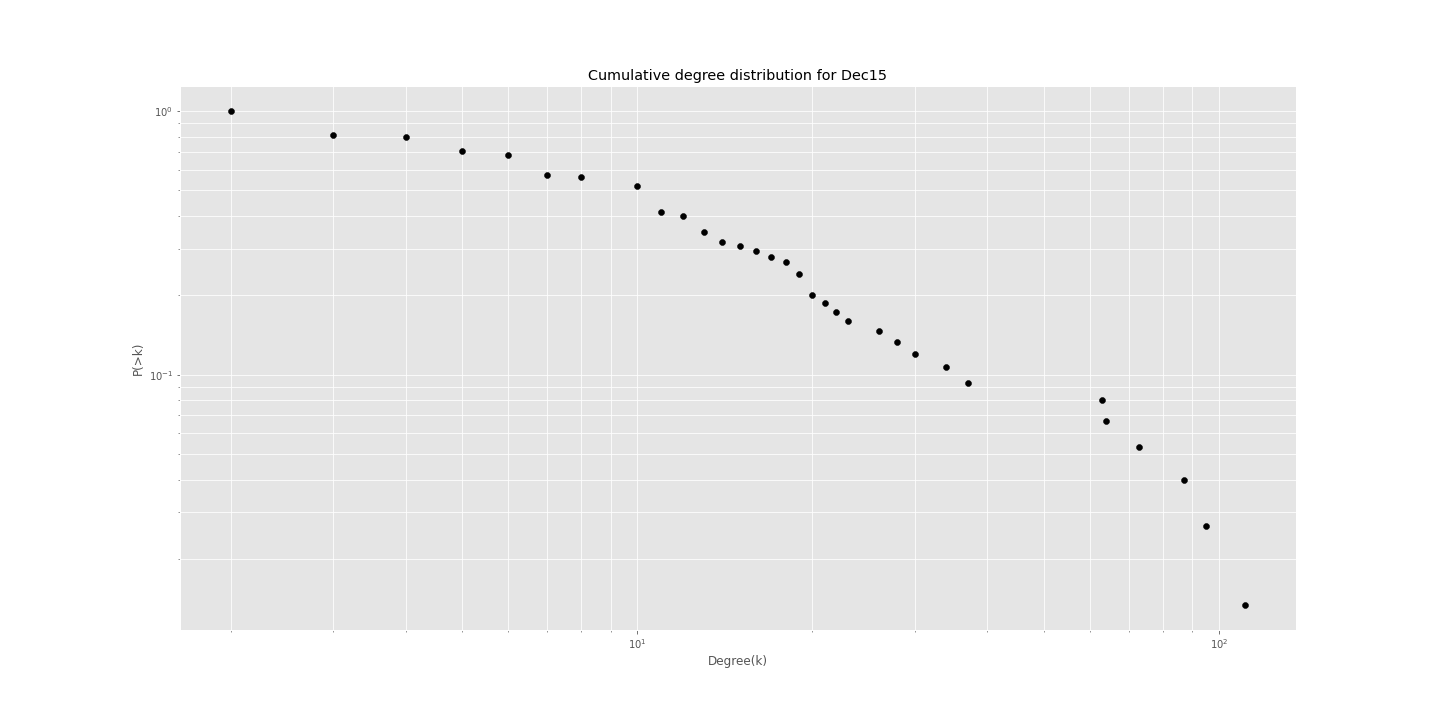 Cumulative degree distribution for Dec15
10⁰
P(>k)
10⁻¹
10¹
10²
Degree(k)